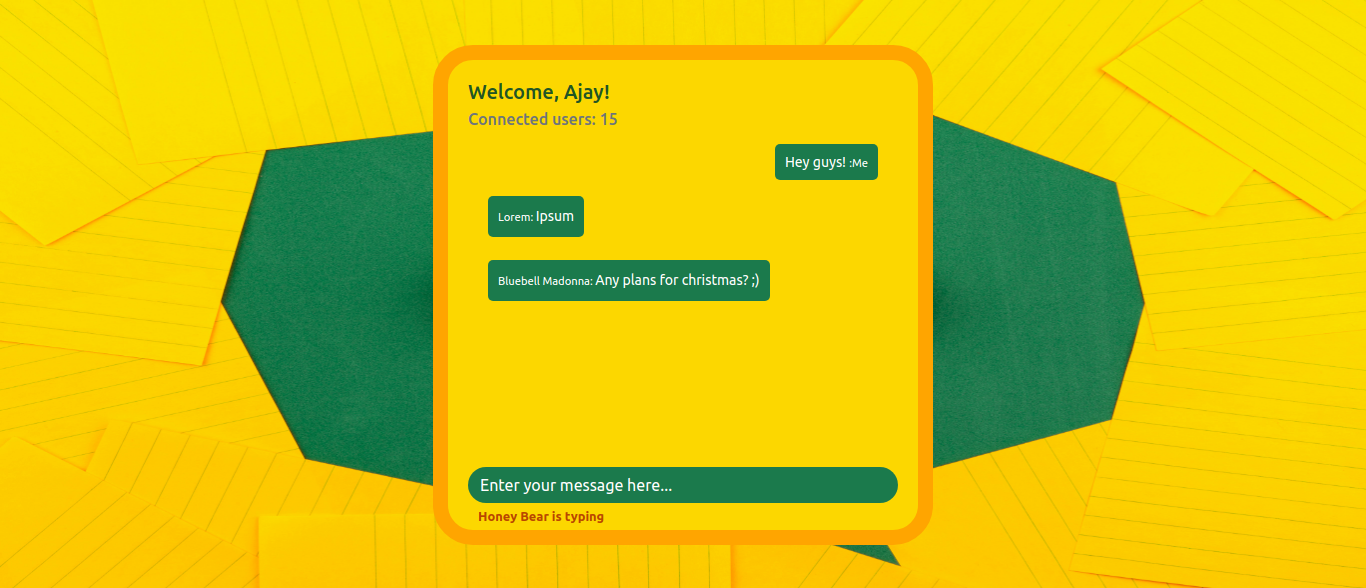 Welcome, Ajay!
Connected users: 15
Hey guys! :Me
Lorem: Ipsum
Bluebell Madonna: Any plans for christmas? ;)
Enter your message here...
Honey Bear is typing